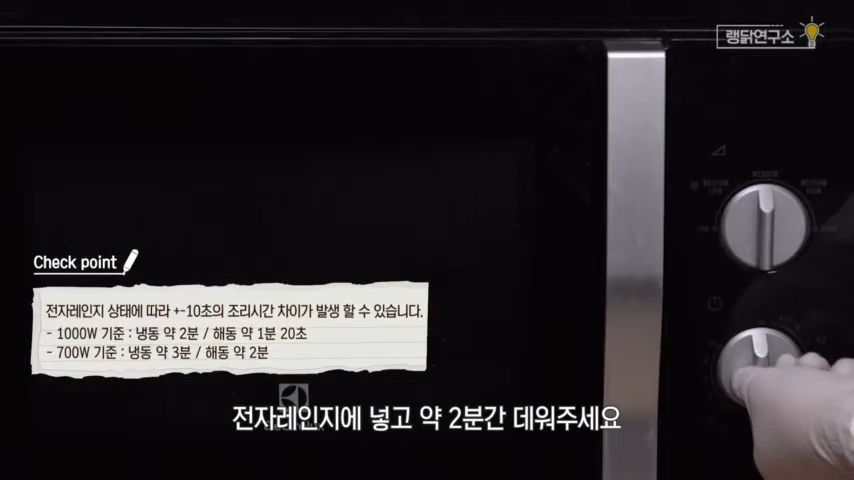 랭닭연구소
Check point
전자레인지 상태에 따라 +-10초의 조리시간 차이가 발생 할 수 있습니다.
- 1000W 기준 : 냉동 약 2분 / 해동 약 1분 20초
- 700W 기준 : 냉동 약 3분 / 해동 약 2분
전자레인지에 넣고 약 2분간 데워주세요